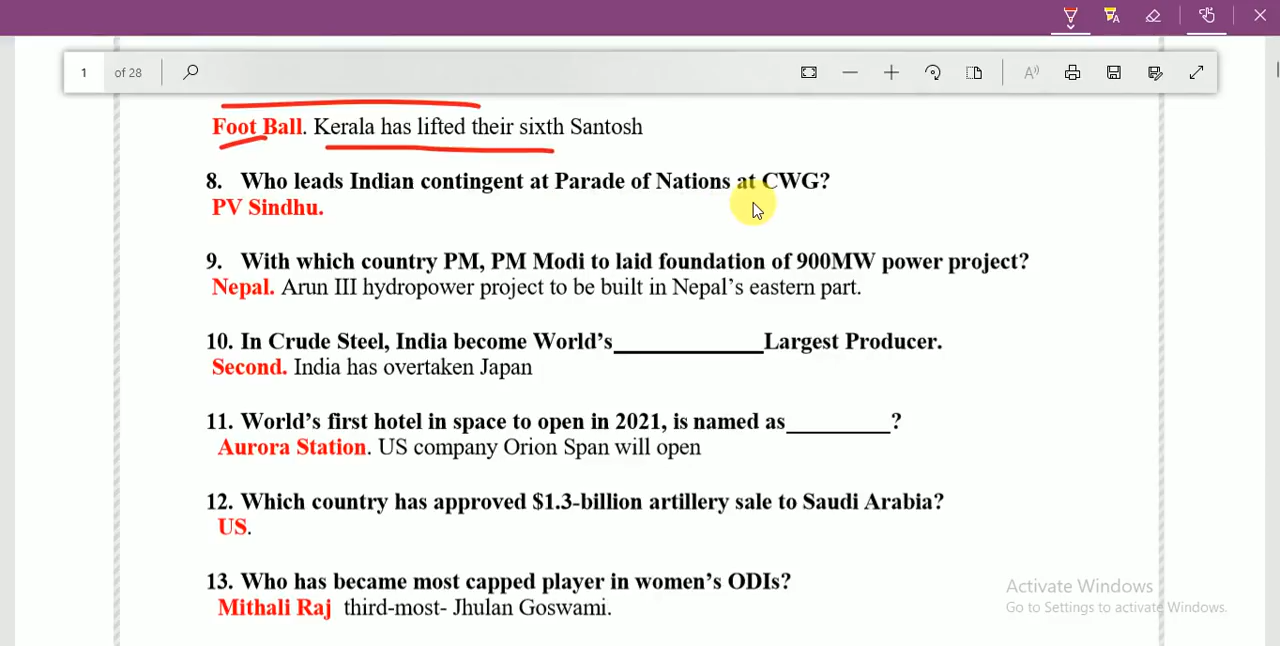 1 of 28
Foot Ball. Kerala has lifted their sixth Santosh
8. Who leads Indian contingent at Parade of Nations at CWG?
PV Sindhu.
9. With which country PM, PM Modi to laid foundation of 900MW power project?
Nepal. Arun III hydropower project to be built in Nepal's eastern part.
10. In Crude Steel, India become World's_____________Largest Producer.
Second. India has overtaken Japan
11. World's first hotel in space to open in 2021, is named as_________?
Aurora Station. US company Orion Span will open
12. Which country has approved $1.3-billion artillery sale to Saudi Arabia?
US.
13. Who has became most capped player in women's ODIs?
Mithali Raj third-most- Jhulan Goswami.
Activate Windows
Go to Settings to activate Windows.